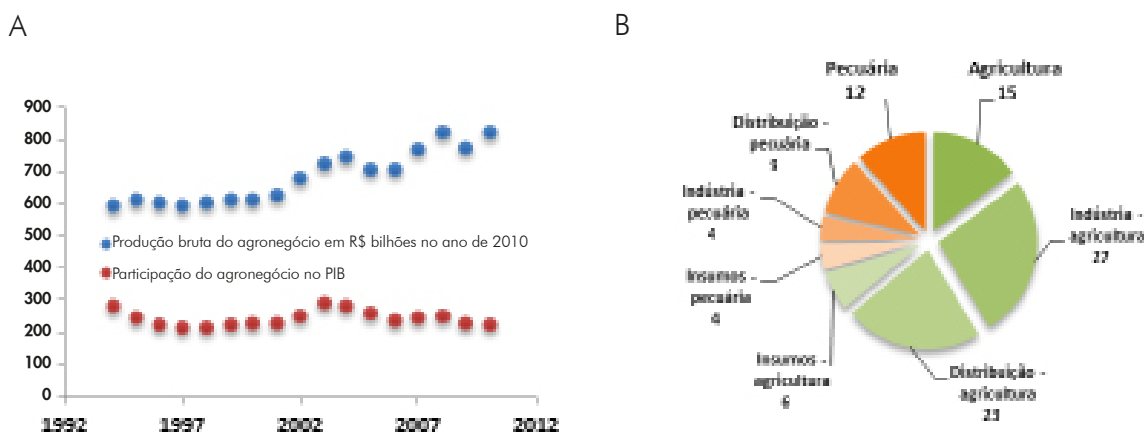 A
900
800
700
600
500
400
300
200
100
0
Produção bruta do agronegócio em R$ bilhões no ano de 2010
Participação do agronegócio no PIB
1992
1997
2002
2007
2012
B
Pecuária
12
Agricultura
15
Distribuição -
pecuária
Indústria -
pecuária
4
Insumos -
pecuária
4
Insumos -
agricultura
6
Distribuição -
agricultura
23
Indústria -
agricultura
27